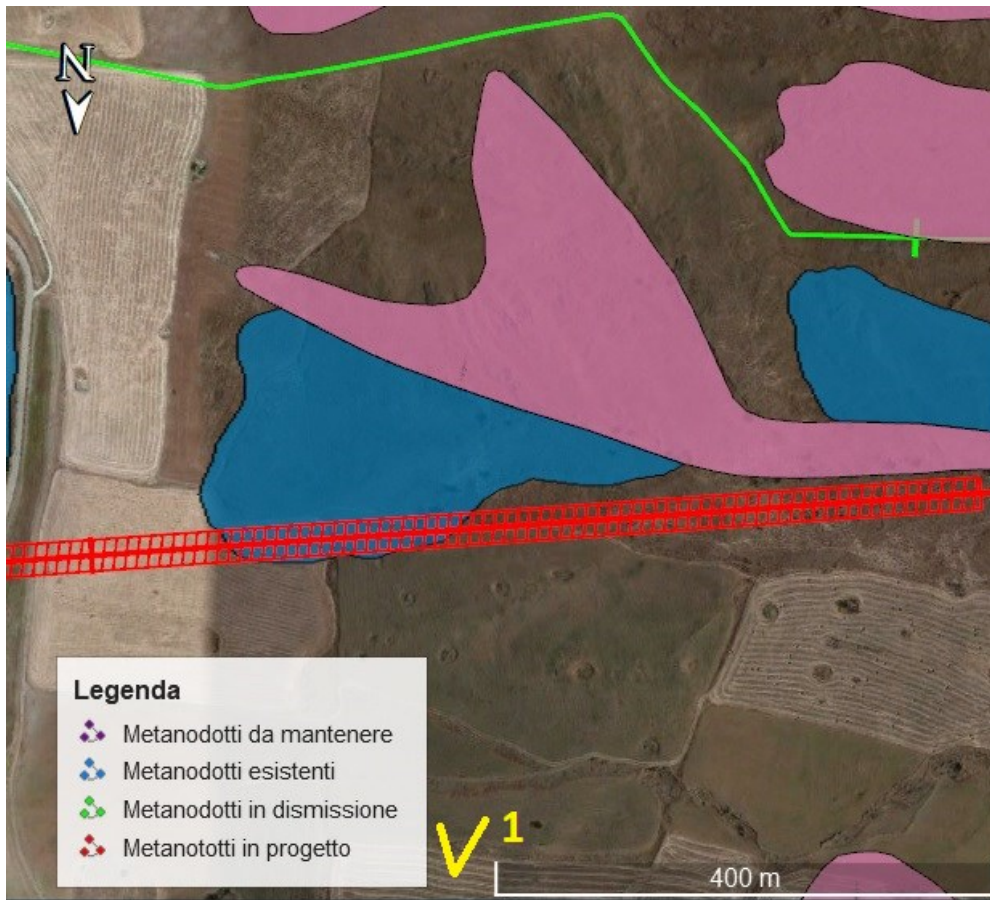 N
Legenda
Metanodotti da mantenere
Metanodotti esistenti
Metanodotti in dismissione
Metanototti in progetto
1
400 m